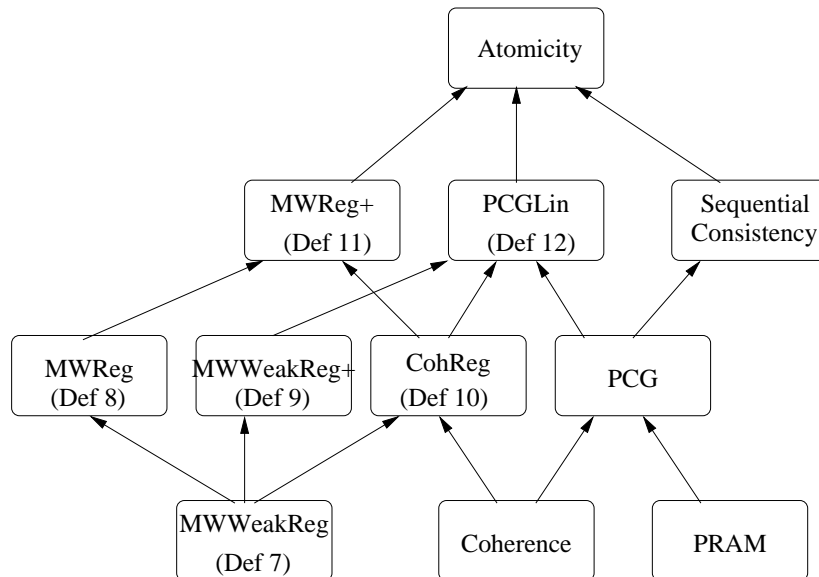 Atomicity
MWReg+
(Def 11)
PCGLin
(Def 12)
Sequential
Consistency
MWReg
(Def 8)
MWWeakReg+
(Def 9)
CohReg
(Def 10)
PCG
MWWeakReg
(Def 7)
Coherence
PRAM